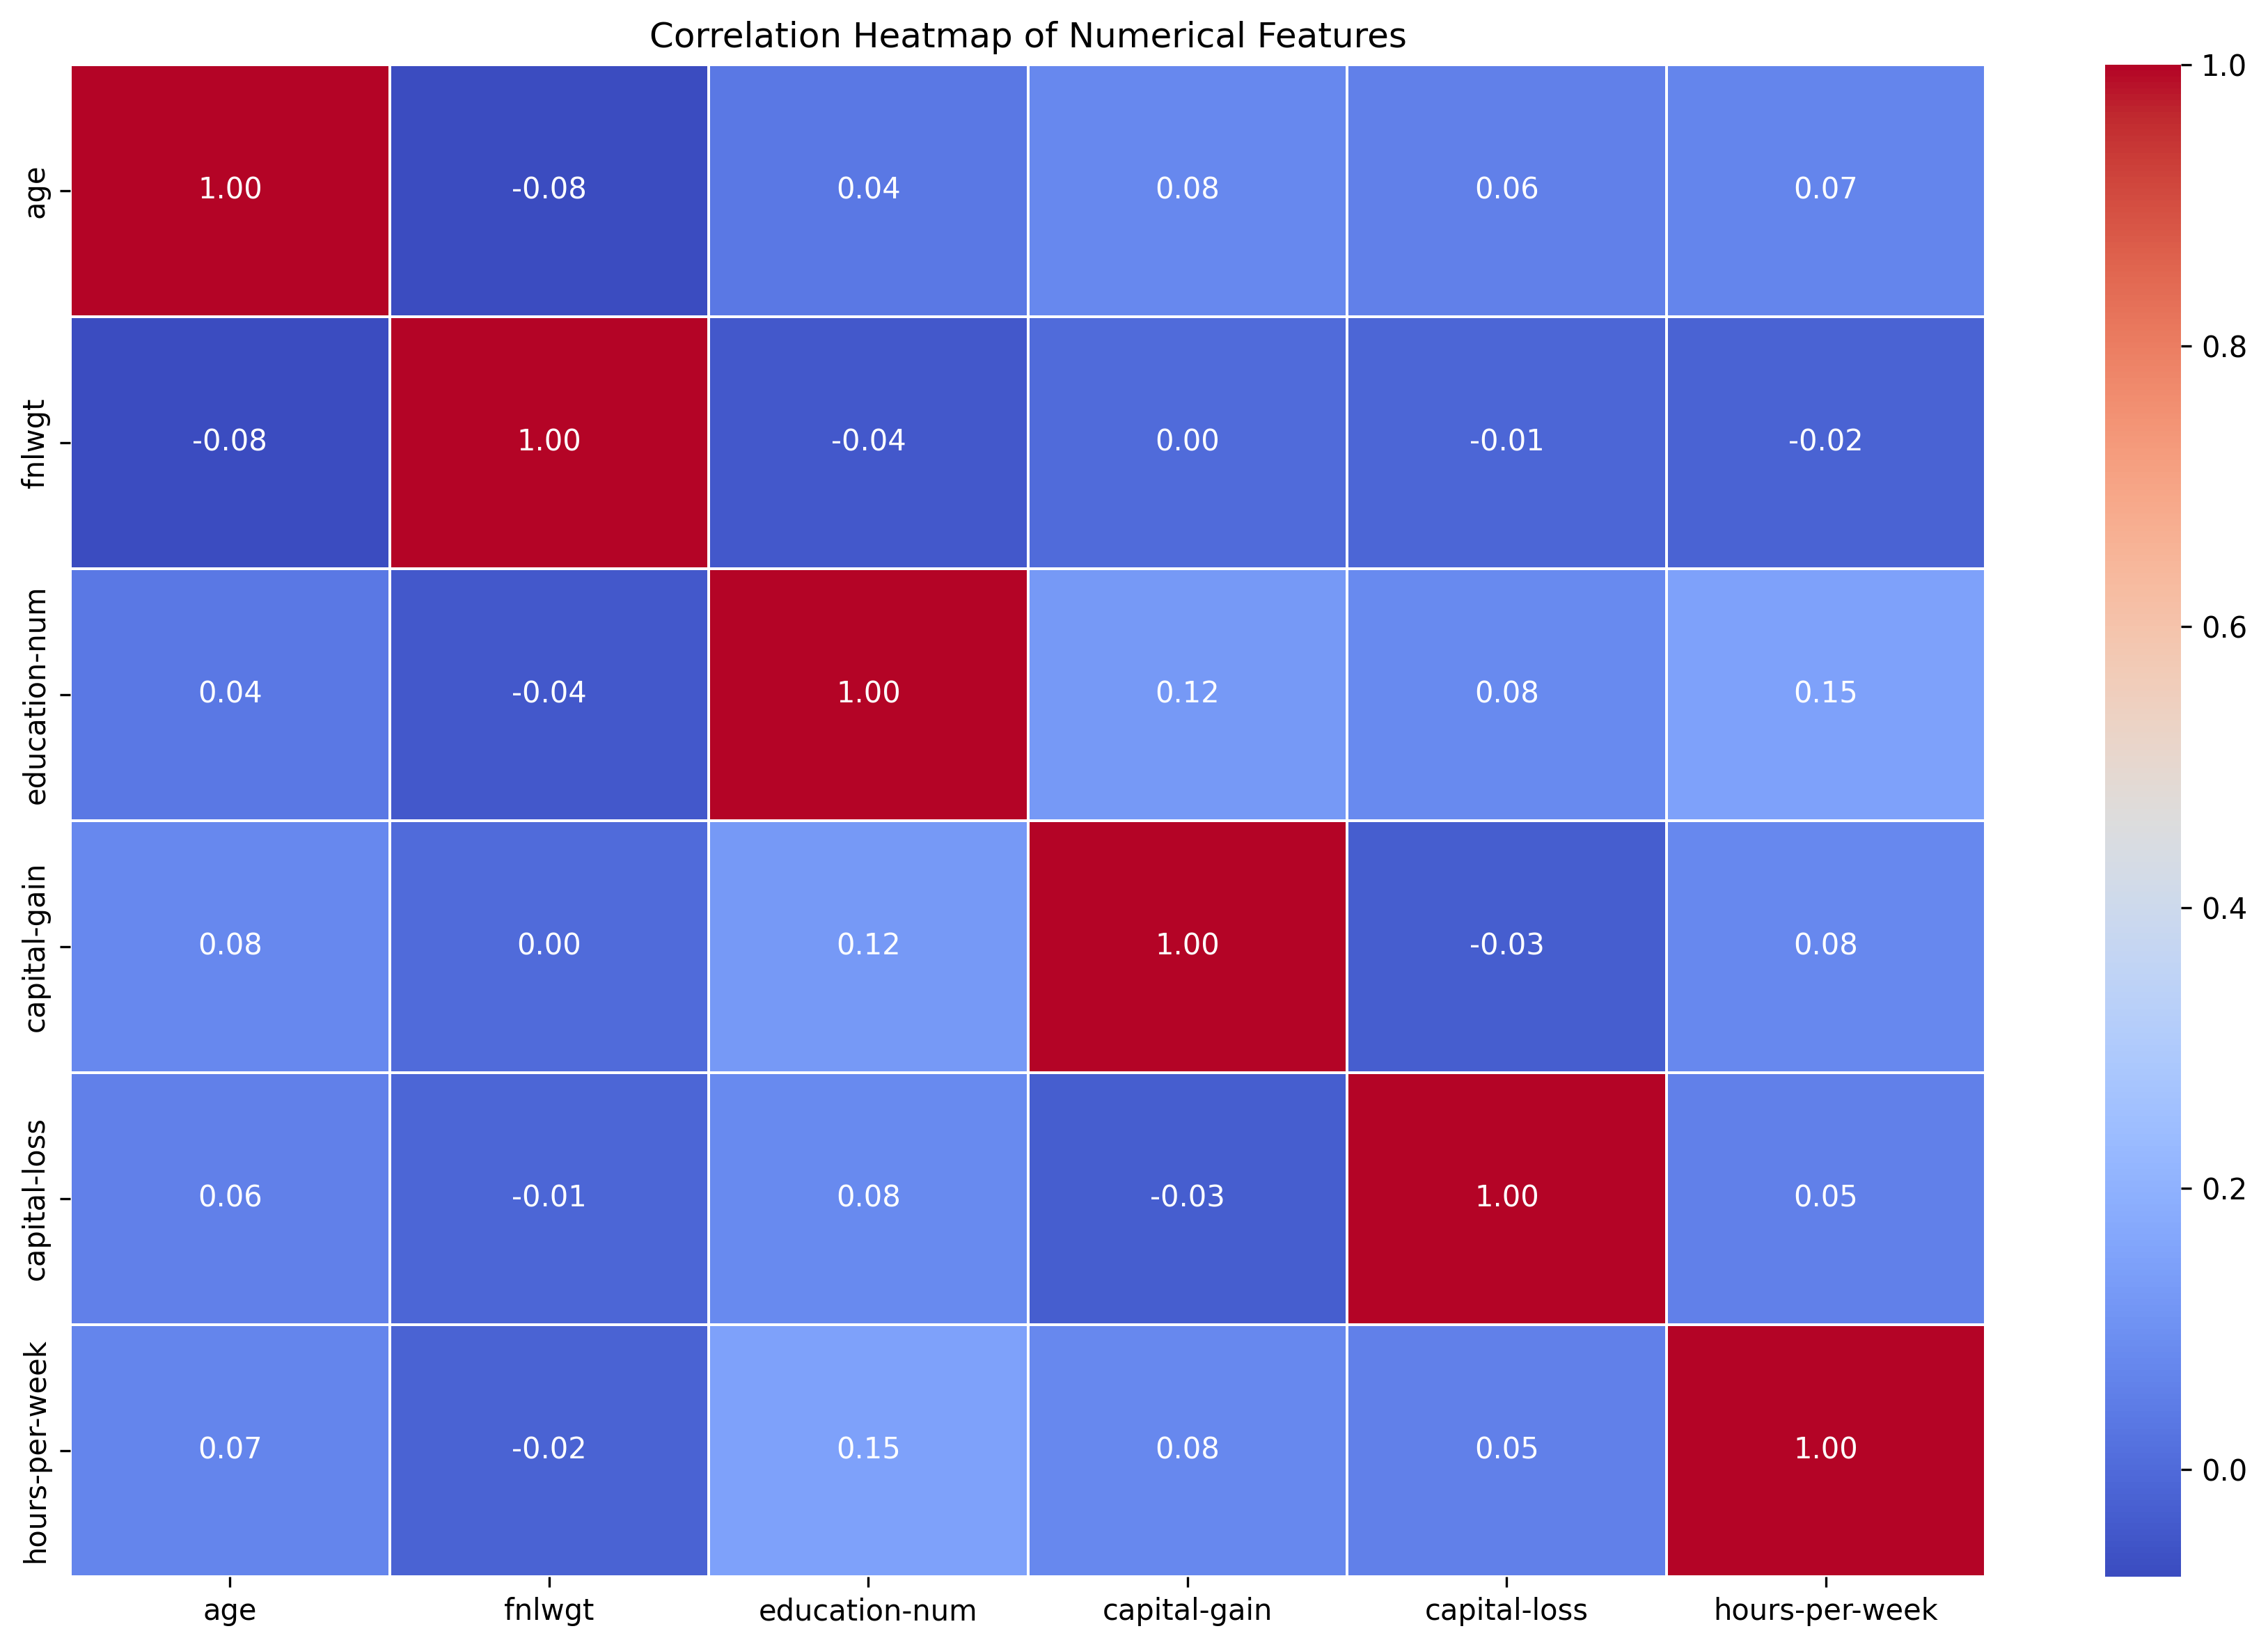 Correlation Heatmap of Numerical Features
age 1.00 -0.08 0.04 0.08 0.06 0.07
fnlwgt -0.08 1.00 -0.04 0.00 -0.01 -0.02
education-num 0.04 -0.04 1.00 0.12 0.08 0.15
capital-gain 0.08 0.00 0.12 1.00 -0.03 0.08
capital-loss 0.06 -0.01 0.08 -0.03 1.00 0.05
hours-per-week 0.07 -0.02 0.15 0.08 0.05 1.00
age fnlwgt education-num capital-gain capital-loss hours-per-week
1.0
0.8
0.6
0.4
0.2
0.0